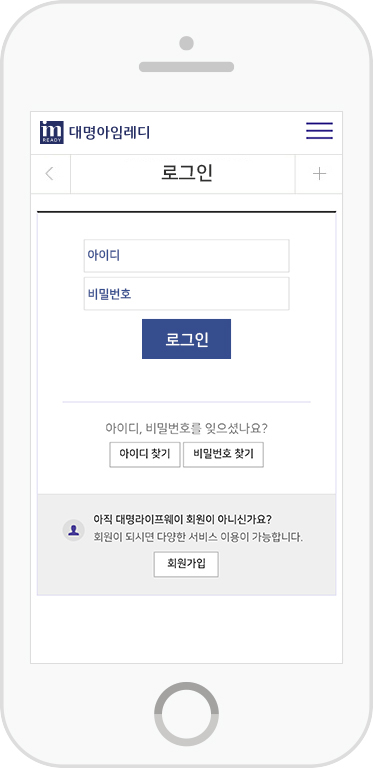 im
READY
대명아임레디
로그인
아이디
비밀번호
로그인
아이디, 비밀번호를 잊으셨나요?
아이디 찾기
비밀번호 찾기
아직 대명라이프웨이 회원이 아니신가요?
회원이 되시면 다양한 서비스 이용이 가능합니다.
회원가입